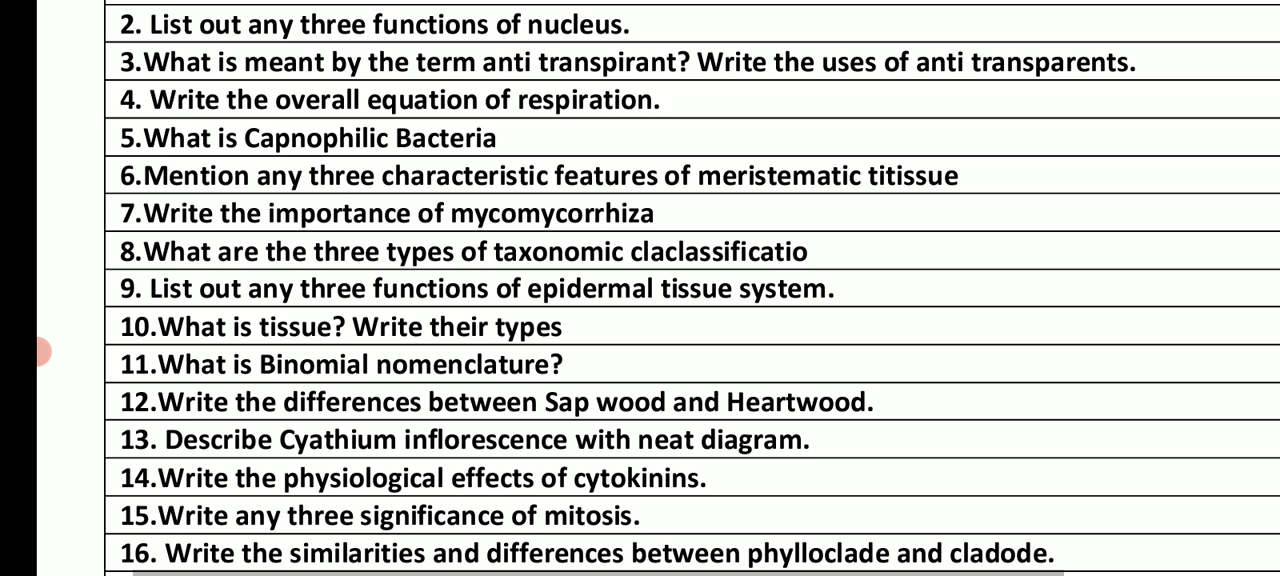 2. List out any three functions of nucleus.
3.What is meant by the term anti transpirant? Write the uses of anti transparents.
4. Write the overall equation of respiration.
5.What is Capnophilic Bacteria
6.Mention any three characteristic features of meristematic titissue
7.Write the importance of mycomycorrhiza
8.What are the three types of taxonomic claclassificatio
9. List out any three functions of epidermal tissue system.
10.What is tissue? Write their types
11.What is Binomial nomenclature?
12.Write the differences between Sap wood and Heartwood.
13. Describe Cyathium inflorescence with neat diagram.
14.Write the physiological effects of cytokinins.
15.Write any three significance of mitosis.
16. Write the similarities and differences between phylloclade and cladode.